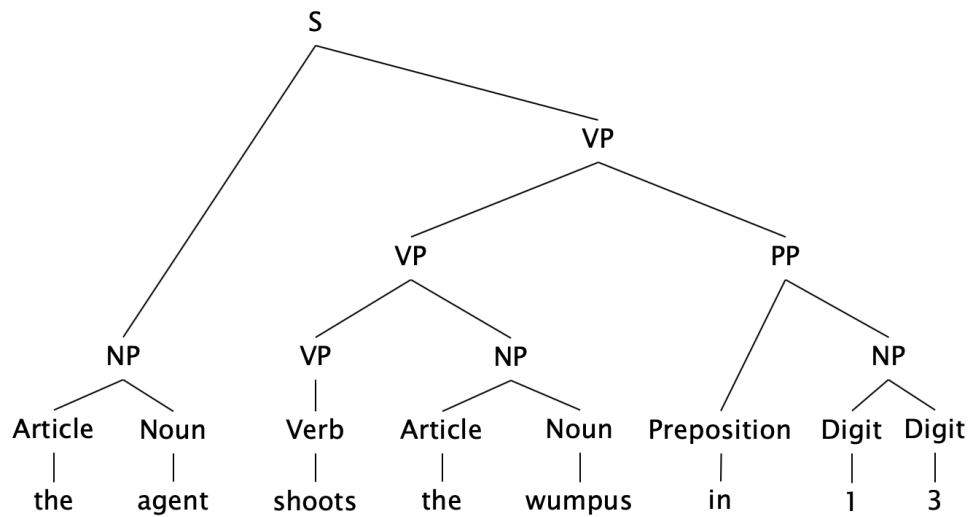 S
VP
VP PP
NP VP NP NP
Article Noun Verb Article Noun Preposition Digit Digit
the agent shoots the wumpus in 1 3